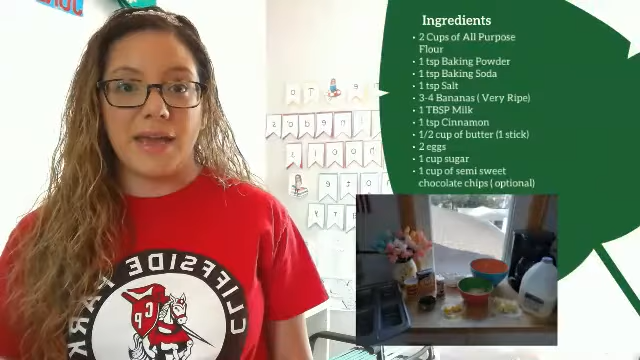 Ingredients
• 2 Cups of All Purpose
Flour
• 1 tsp Baking Powder
• 1 tsp Baking Soda
• 1 tsp Salt
• 3-4 Bananas ( Very Ripe)
• 1 TBSP Milk
• 1 tsp Cinnamon
• 1/2 cup of butter (1 stick)
• 2 eggs
• 1 cup sugar
• 1 cup of semi sweet
chocolate chips ( optional)
CLIFFSIDE PARK
CP